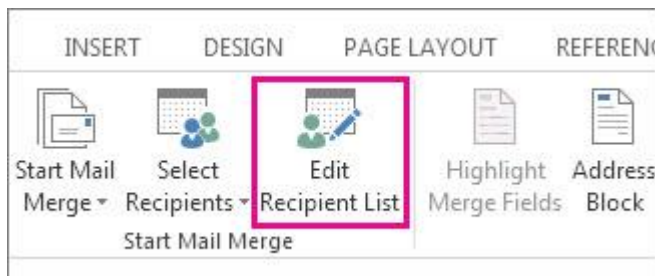 INSERT DESIGN PAGE LAYOUT
Start Mail Select Edit Highlight Address
Merge Recipients Recipient List Merge Fields Block
Start Mail Merge